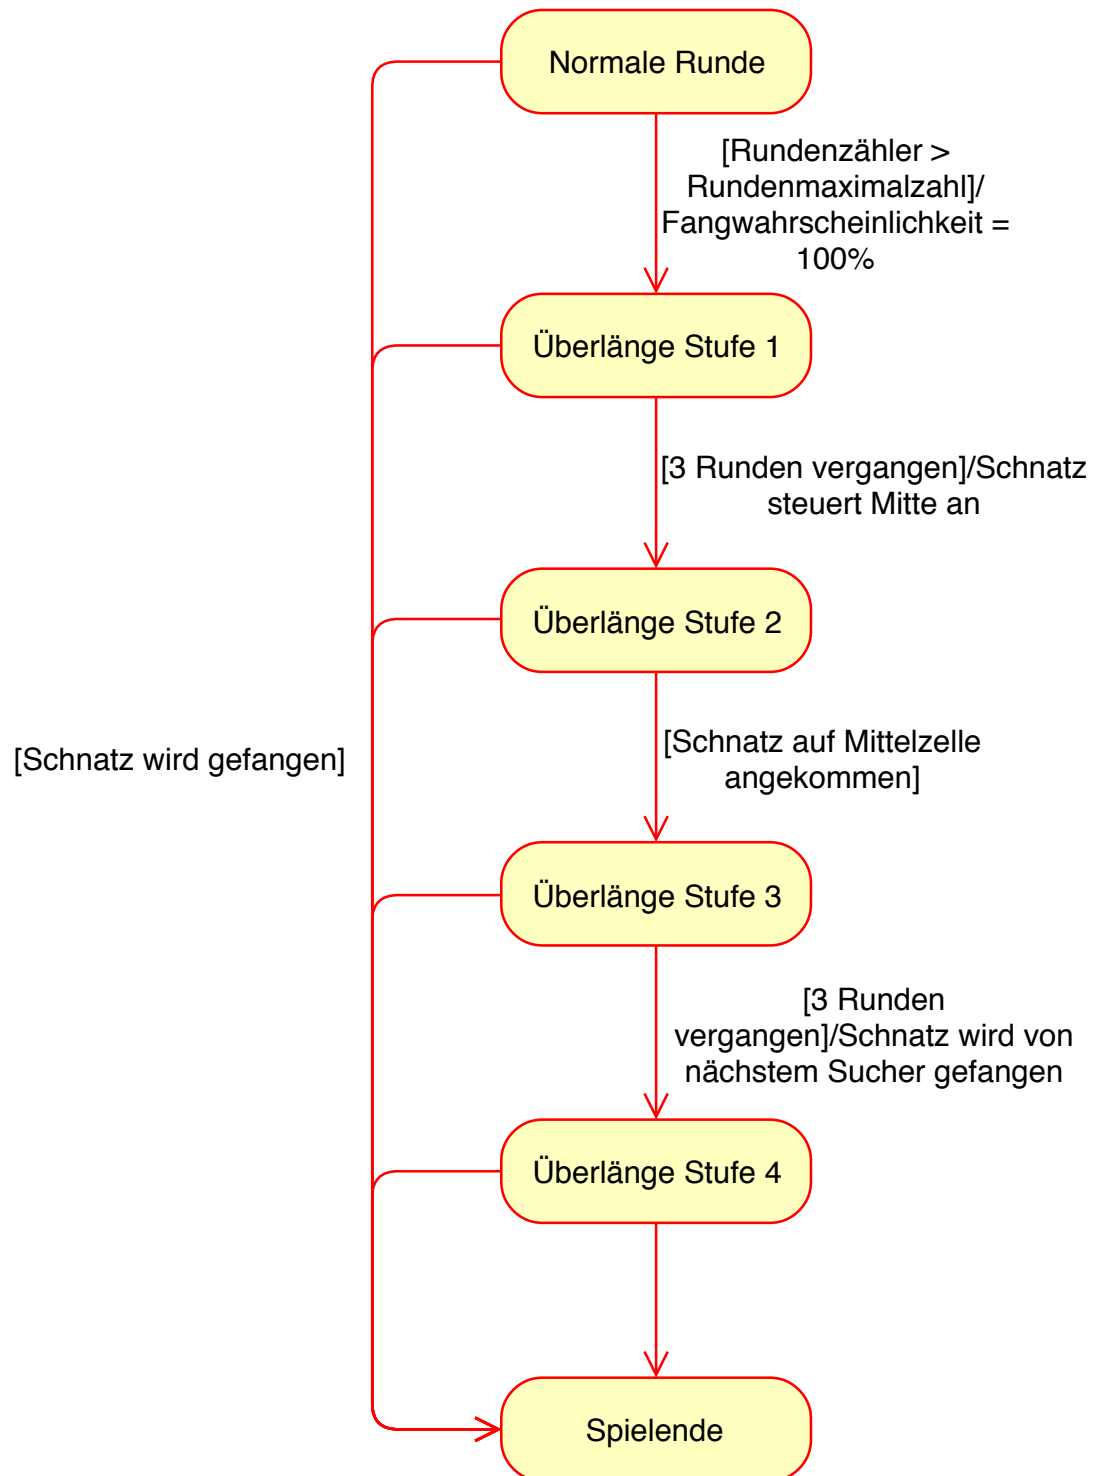 Normale Runde
[Rundenzähler >
Rundenmaximalzahl]/
Fangwahrscheinlichkeit =
100%
Überlänge Stufe 1
[3 Runden vergangen]/Schnatz
steuert Mitte an
Überlänge Stufe 2
[Schnatz wird gefangen]
[Schnatz auf Mittelzelle
angekommen]
Überlänge Stufe 3
[3 Runden
vergangen]/Schnatz wird von
nächstem Sucher gefangen
Überlänge Stufe 4
Spielende